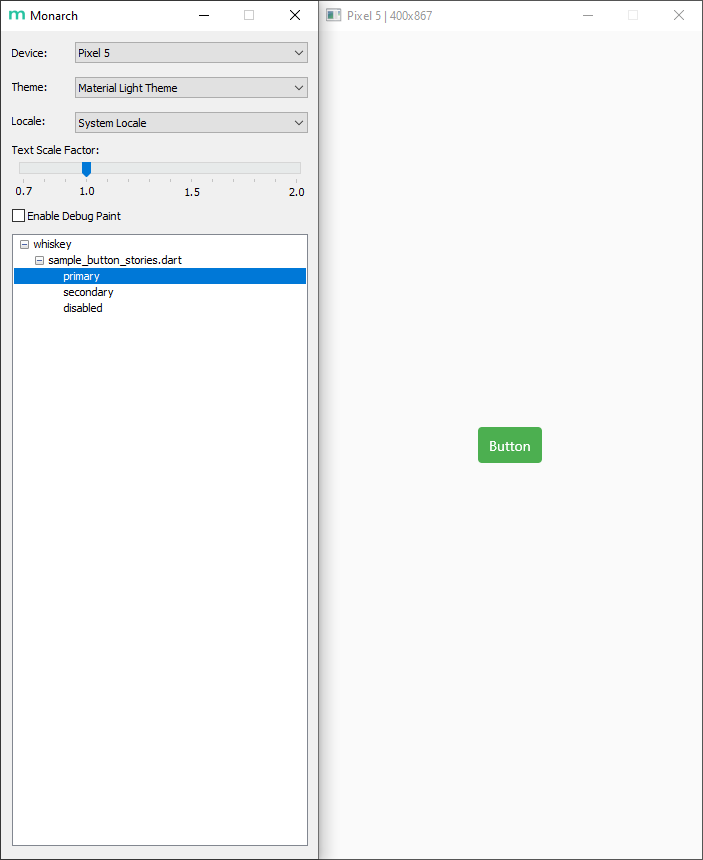 Monarch
Device: Pixel 5
Theme: Material Light Theme
Locale: System Locale
Text Scale Factor:
0.7 1.0 1.5 2.0
Enable Debug Paint
whiskey
sample_button_stories.dart
primary
secondary
disabled
Pixel 5 | 400x867
Button